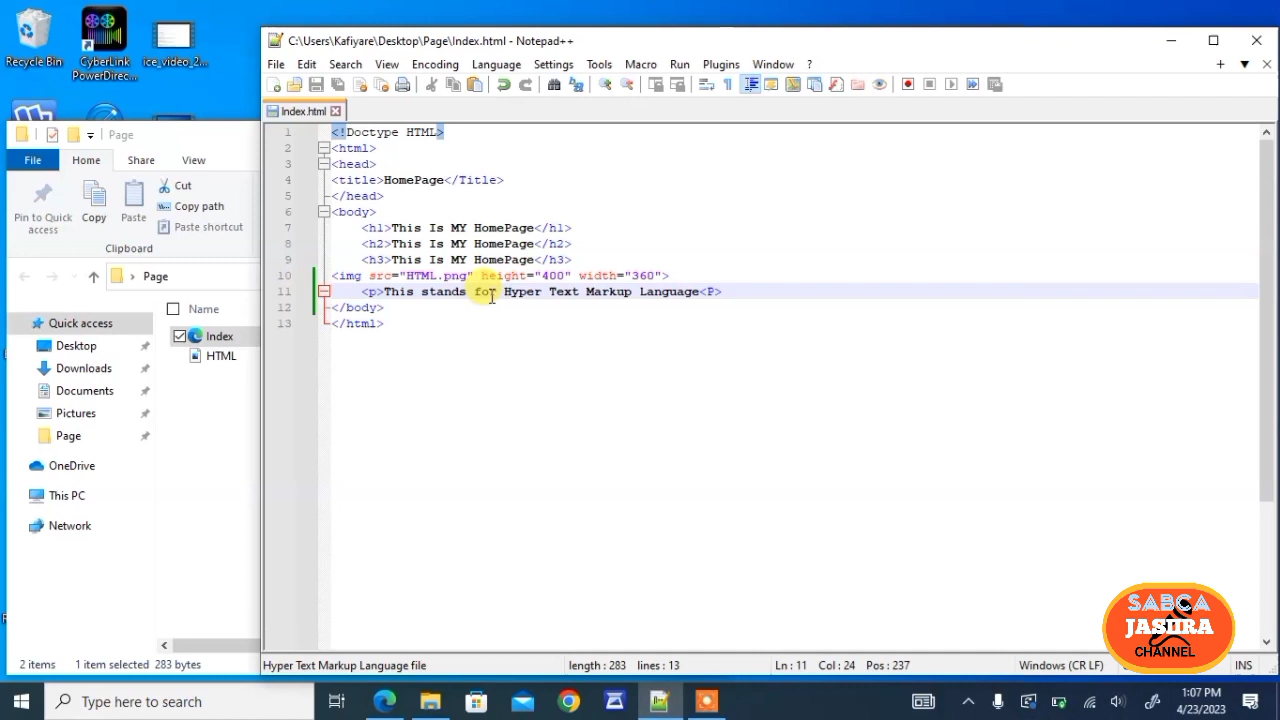 Recycle Bin
CyberLink
PowerDirec...
ice_video_2...
C:\Users\Kafiyare\Desktop\Page\Index.html - Notepad++
File Edit Search View Encoding Language Settings Tools Macro Run Plugins Window ?
Index.html
1 <!Doctype HTML>
2 <html>
3 <head>
4 <title>HomePage</Title>
5 </head>
6 <body>
7 <h1>This Is MY HomePage</h1>
8 <h2>This Is MY HomePage</h2>
9 <h3>This Is MY HomePage</h3>
10 <img src="HTML.png" height="400" width="360">
11 <p>This stands for Hyper Text Markup Language<P>
12 </body>
13 </html>
Page
File Home Share View
Pin to Quick
access
Copy
Paste
Cut
Copy path
Paste shortcut
Clipboard
Page
Name
Quick access
Desktop
Downloads
Documents
Pictures
Page
OneDrive
This PC
Network
Index
HTML
2 items 1 item selected 283 bytes
Hyper Text Markup Language file length : 283 lines : 13 Ln : 11 Col : 24 Pos : 237 Windows (CR LF) INS
SABCA
JASIIRA
CHANNEL
Type here to search
1:07 PM
4/23/2023